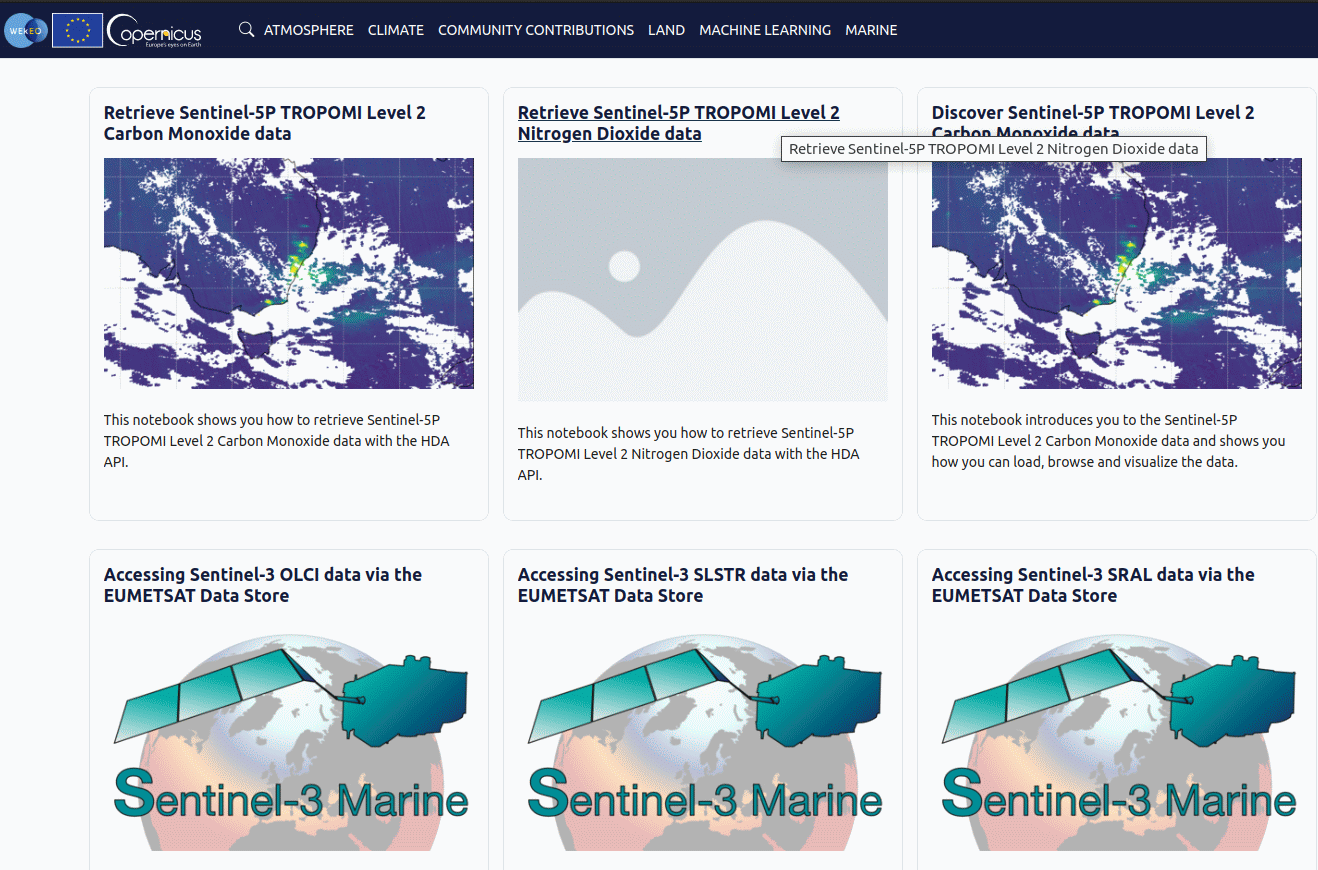 WEkEO
Copernicus
Europe's eyes on Earth
ATMOSPHERE CLIMATE COMMUNITY CONTRIBUTIONS LAND MACHINE LEARNING MARINE
Retrieve Sentinel-5P TROPOMI Level 2
Carbon Monoxide data
This notebook shows you how to retrieve Sentinel-5P
TROPOMI Level 2 Carbon Monoxide data with the HDA
API.
Retrieve Sentinel-5P TROPOMI Level 2
Nitrogen Dioxide data
Retrieve Sentinel-5P TROPOMI Level 2 Nitrogen Dioxide data
This notebook shows you how to retrieve Sentinel-5P
TROPOMI Level 2 Nitrogen Dioxide data with the HDA
API.
Discover Sentinel-5P TROPOMI Level 2
Carbon Monoxide data
This notebook introduces you to the Sentinel-5P
TROPOMI Level 2 Carbon Monoxide data and shows you
how you can load, browse and visualize the data.
Accessing Sentinel-3 OLCI data via the
EUMETSAT Data Store
Sentinel-3 Marine
Accessing Sentinel-3 SLSTR data via the
EUMETSAT Data Store
Sentinel-3 Marine
Accessing Sentinel-3 SRAL data via the
EUMETSAT Data Store
Sentinel-3 Marine